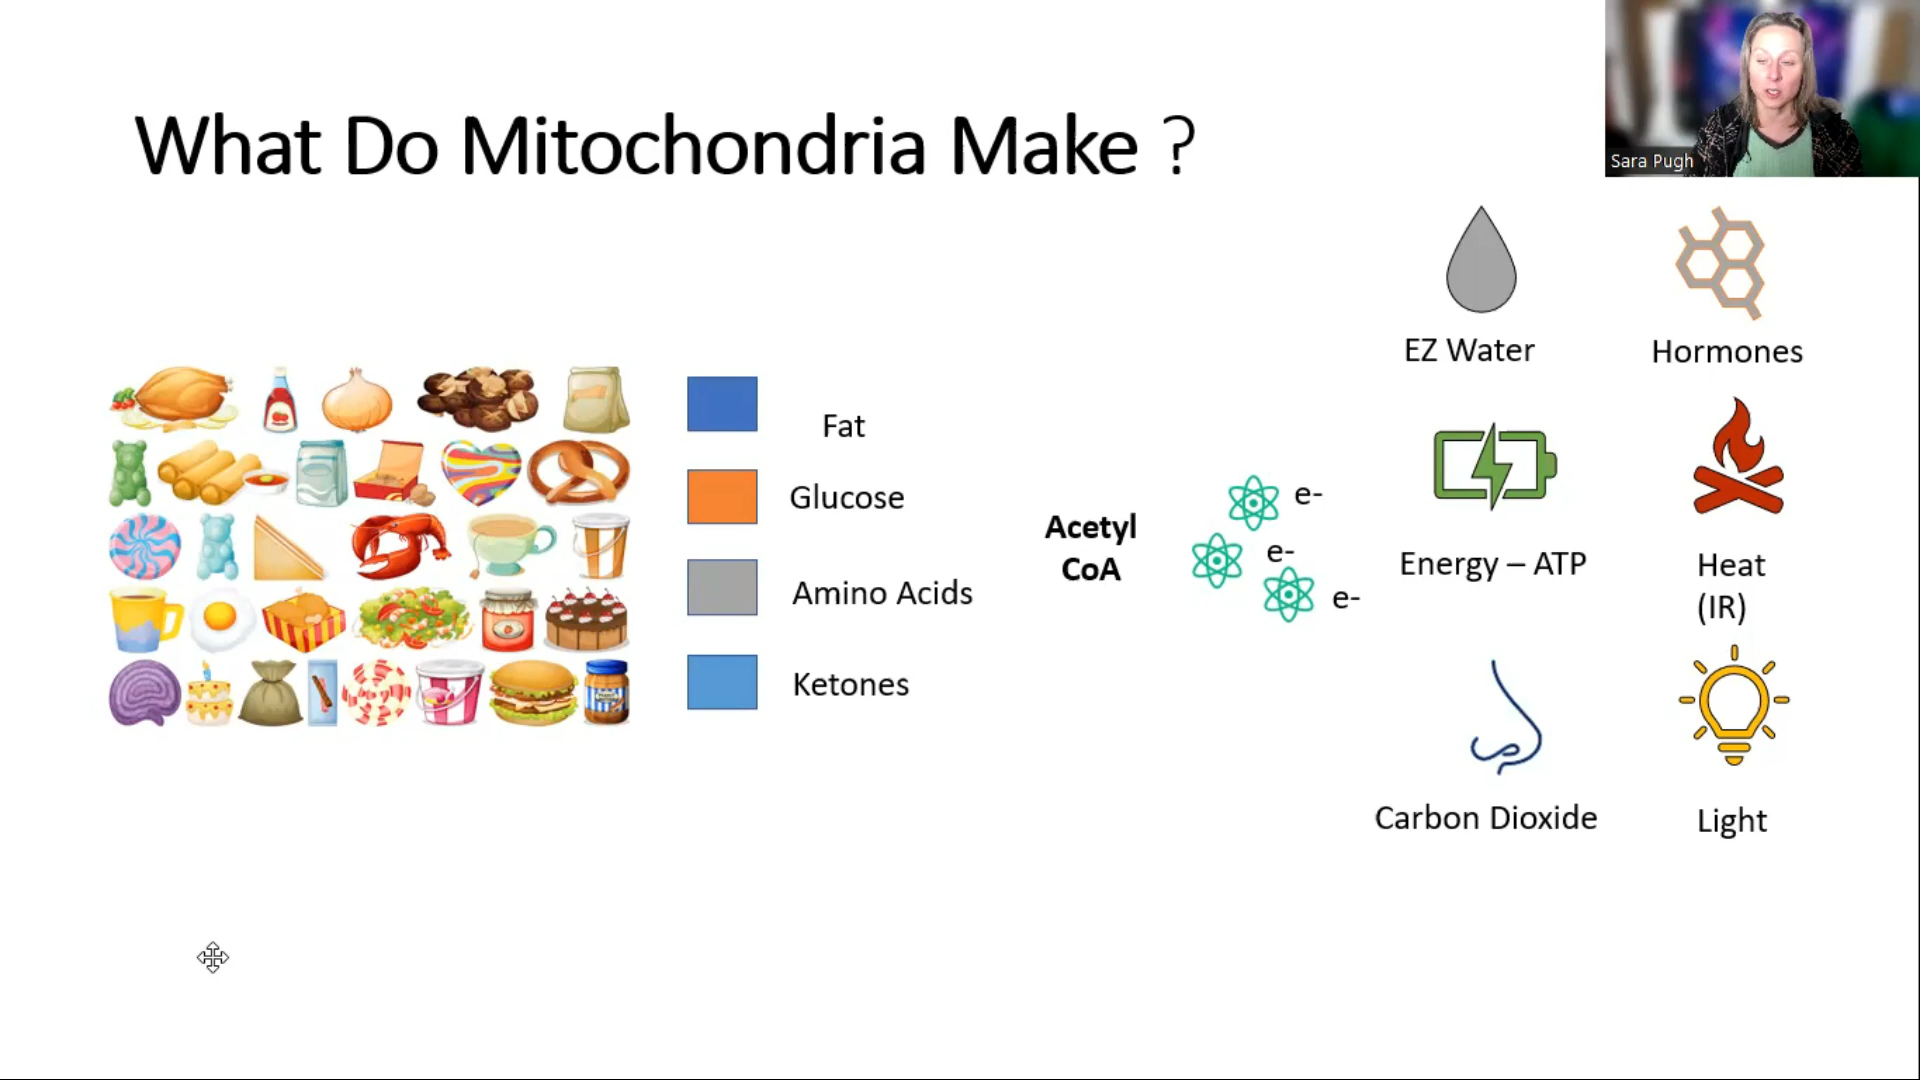 What Do Mitochondria Make ?
Sara Pugh
Fat
Glucose
Amino Acids
Ketones
Acetyl
CoA
e-
e-
e-
EZ Water
Hormones
Energy – ATP
Heat
(IR)
Carbon Dioxide
Light